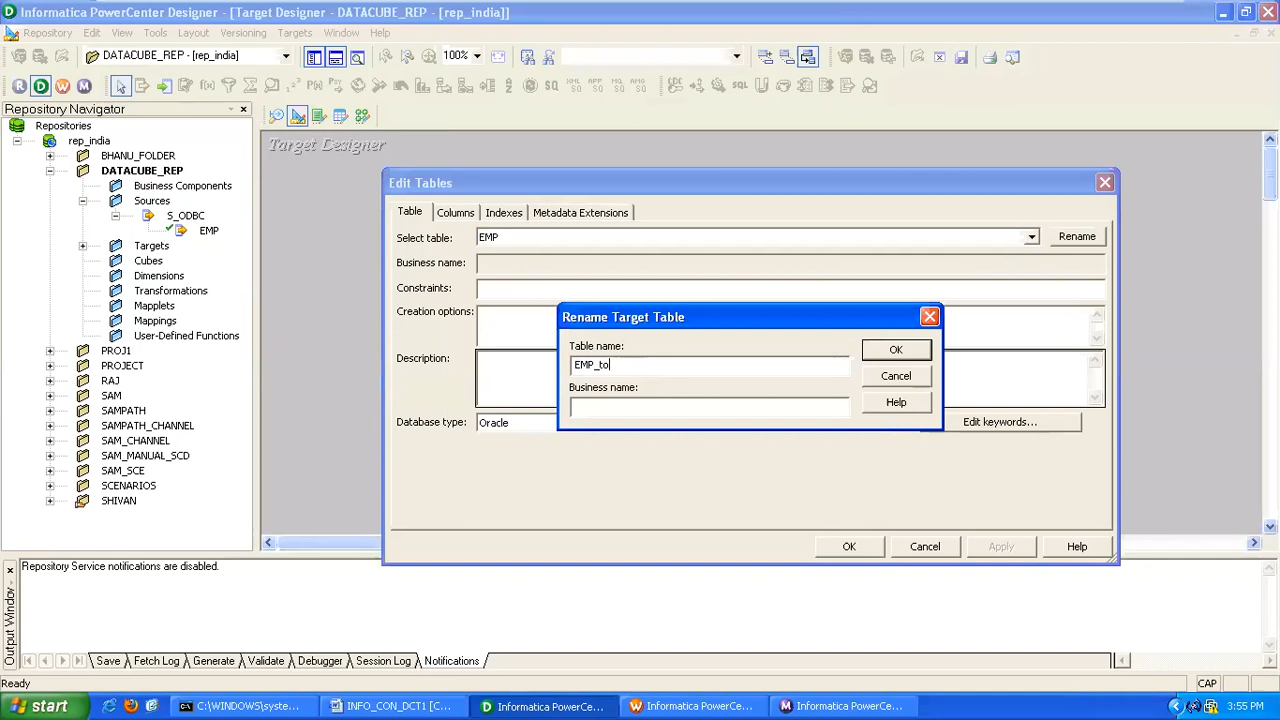 Informatica PowerCenter Designer - [Target Designer - DATACUBE_REP - [rep_india]]
Repository Edit View Tools Layout Versioning Targets Window Help
DATACUBE_REP - [rep_india] 100%
Repository Navigator
Repositories
rep_india
BHANU_FOLDER
DATACUBE_REP
Business Components
Sources
S_ODBC
EMP
Targets
Cubes
Dimensions
Transformations
Mapplets
Mappings
User-Defined Functions
PROJ1
PROJECT
RAJ
SAM
SAMPATH
SAMPATH_CHANNEL
SAM_CHANNEL
SAM_MANUAL_SCD
SAM_SCE
SCENARIOS
SHIVAN
Target Designer
Edit Tables
Table Columns Indexes Metadata Extensions
Select table: EMP Rename
Business name:
Constraints:
Creation options:
Description:
Database type: Oracle Edit keywords...
Rename Target Table
Table name:
EMP_to
Business name:
OK
Cancel
Help
OK Cancel Apply Help
Output Window
Repository Service notifications are disabled.
Save Fetch Log Generate Validate Debugger Session Log Notifications
Ready CAP
start C:\WINDOWS\syste... INFO_CON_DCT1 [C... Informatica PowerCe... Informatica PowerCe... Informatica PowerCe... 3:55 PM